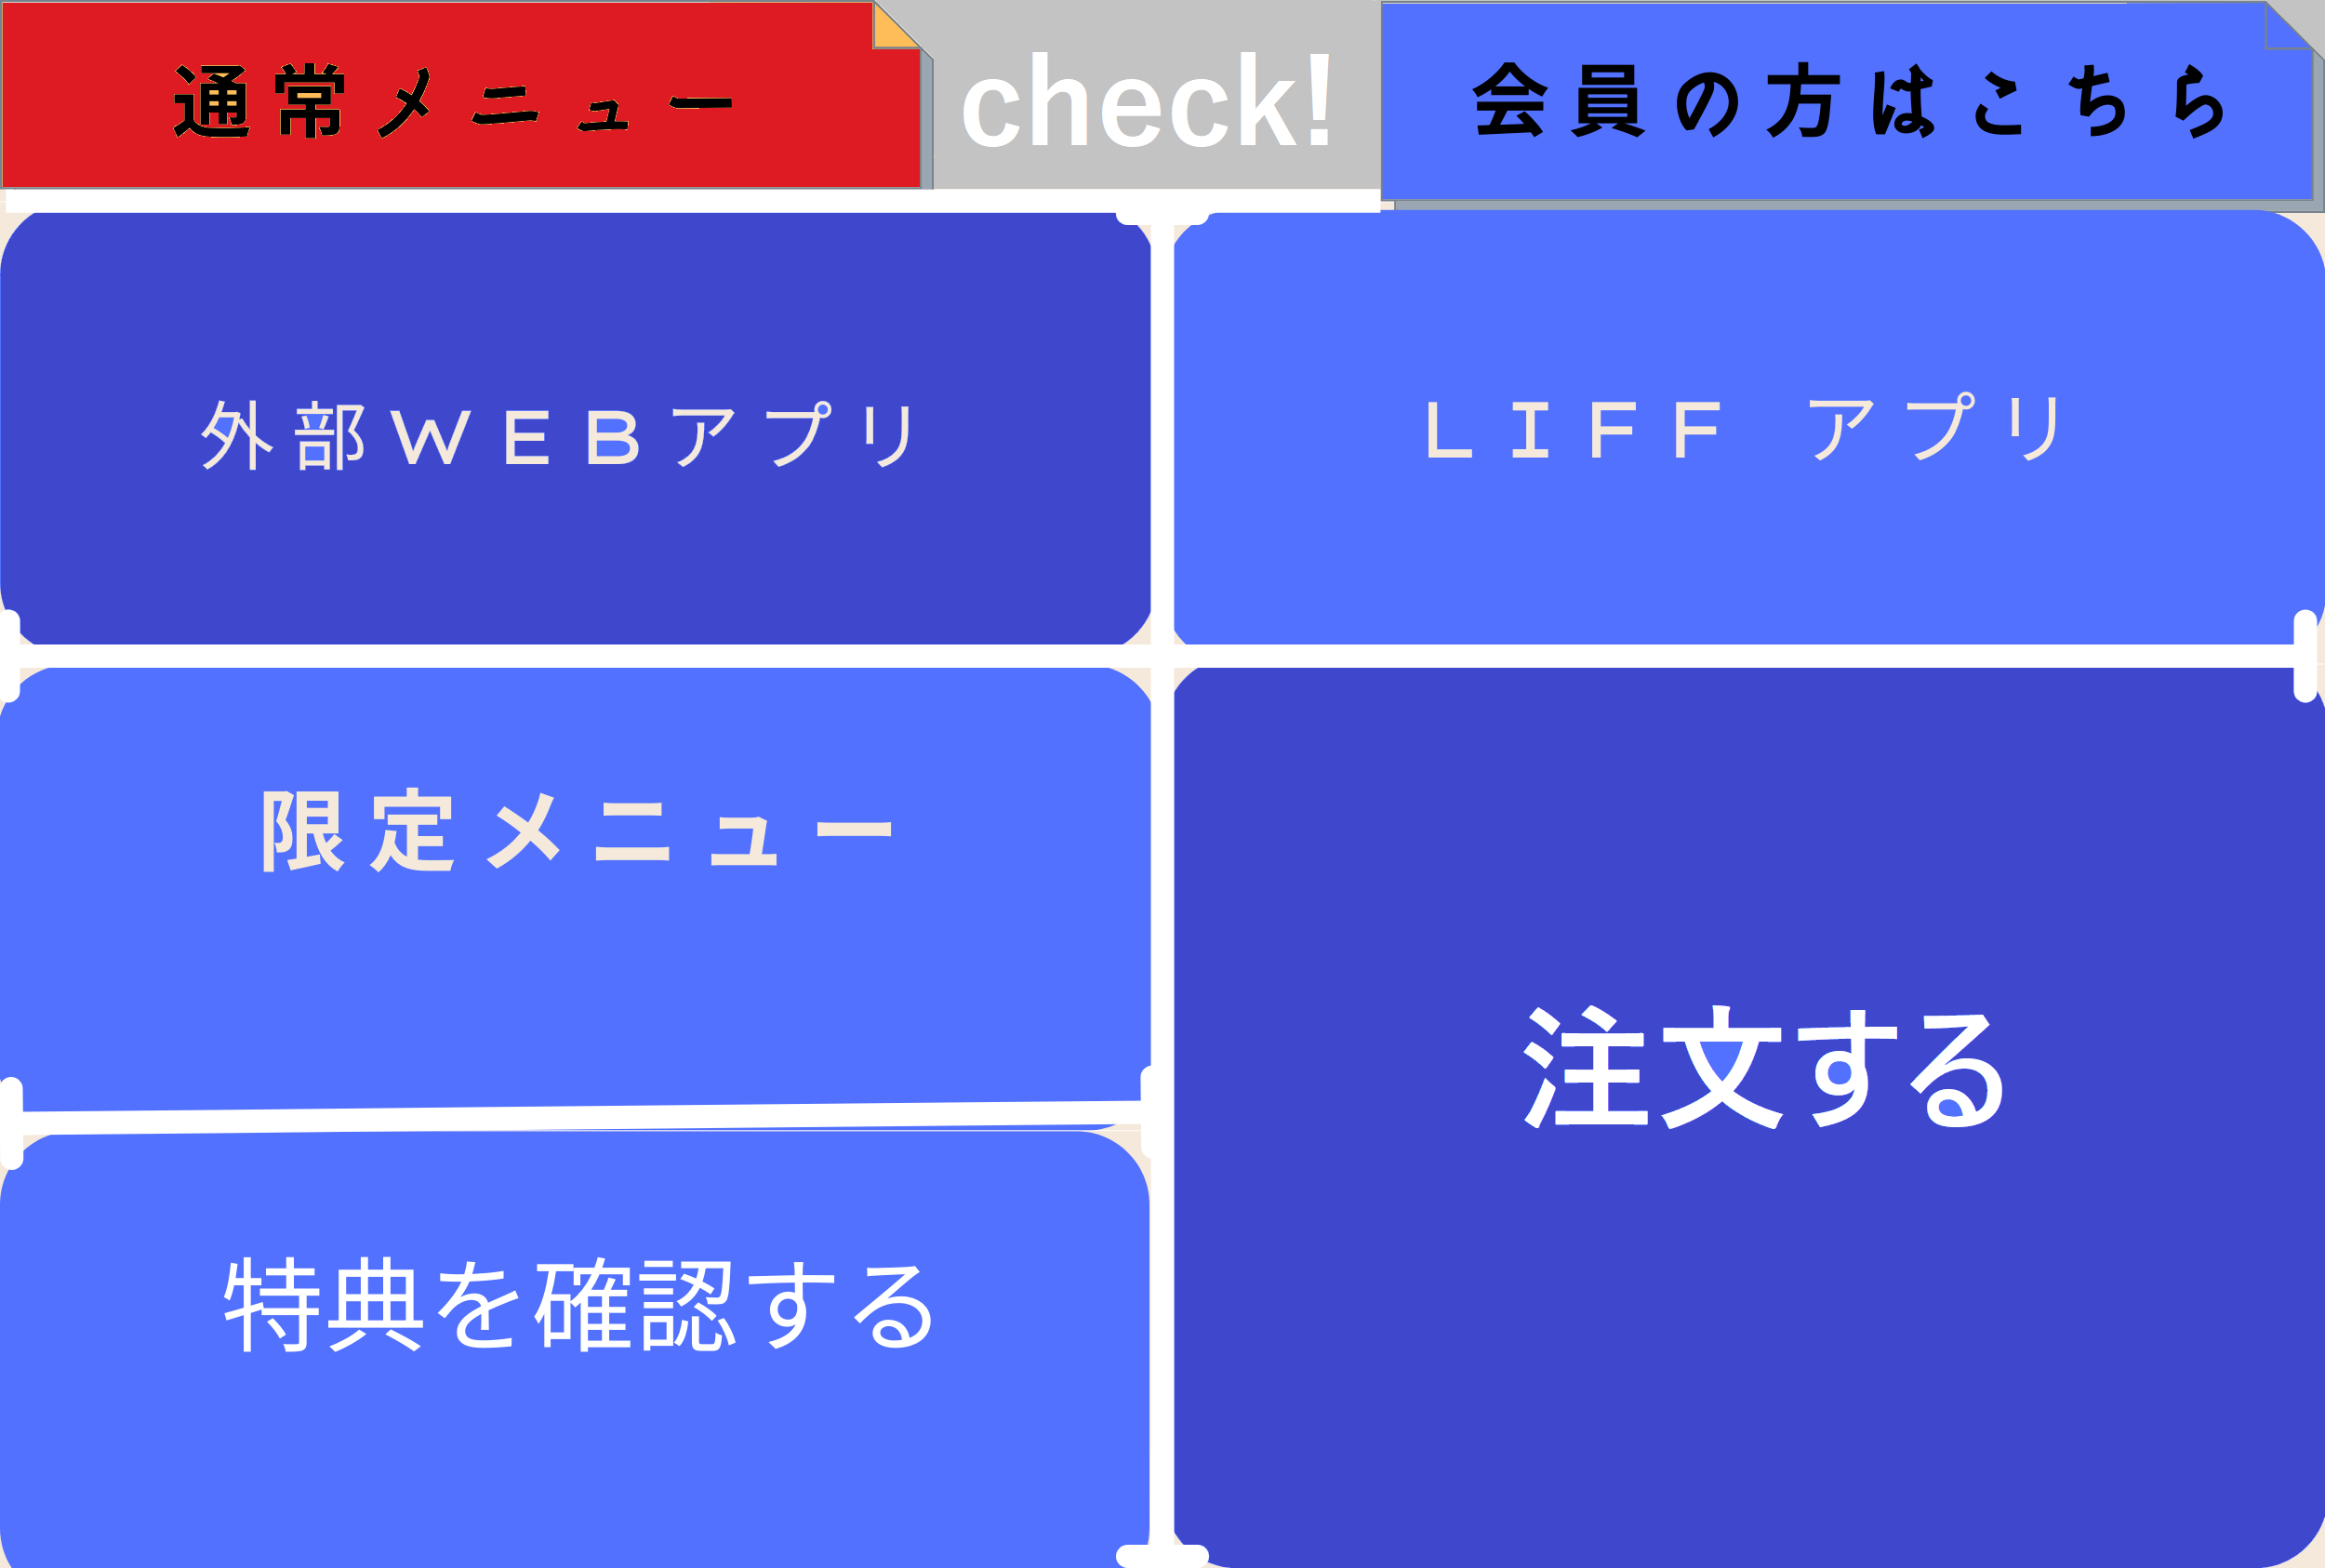 通常メニュー
check!
会員の方はこちら
外部WEBアプリ
LIFF アプリ
限定メニュー
注文する
特典を確認する